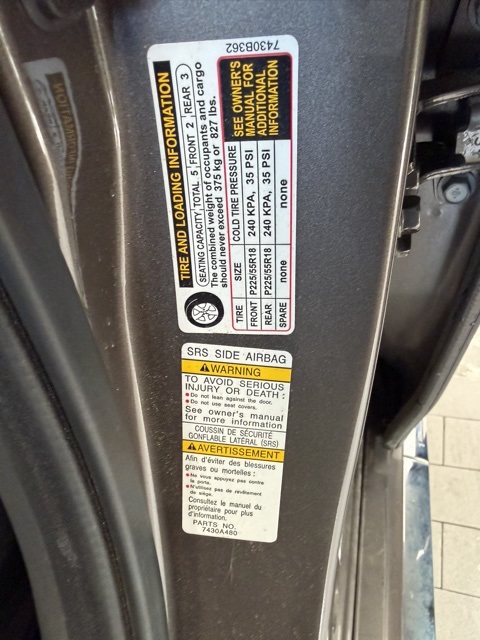 7430B362
TIRE AND LOADING INFORMATION
SEATING CAPACITY TOTAL 5 FRONT 2 REAR 3
The combined weight of occupants and cargo
should never exceed 375 kg or 827 lbs.
TIRE SIZE COLD TIRE PRESSURE
FRONT P225/55R18 240 KPA, 35 PSI
REAR P225/55R18 240 KPA, 35 PSI
SPARE none none
SEE OWNER'S
MANUAL FOR
ADDITIONAL
INFORMATION
SRS SIDE AIRBAG
WARNING
TO AVOID SERIOUS
INJURY OR DEATH:
Do not lean against the door.
Do not use seat covers.
See owner's manual
for more information
COUSSIN DE SÉCURITÉ
GONFLABLE LATÉRAL (SRS)
AVERTISSEMENT
Afin d'éviter des blessures
graves ou mortelles :
Ne vous appuyez pas contre
la porte.
N'utilisez pas de revêtement
de siège.
Consultez le manuel du
propriétaire pour plus
d'information.
PARTS NO.
7430A480